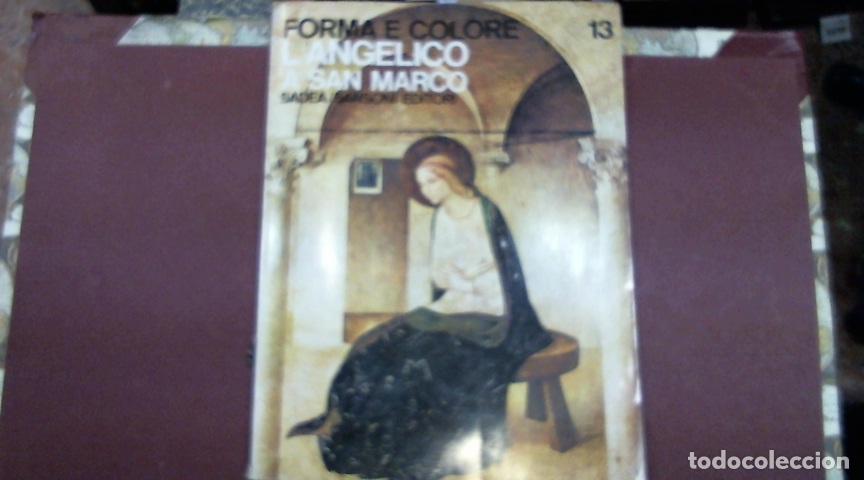 FORMA E COLORE 13
L'ANGELICO
A SAN MARCO
SADEA/SANSONI EDITORI
todocoleccion